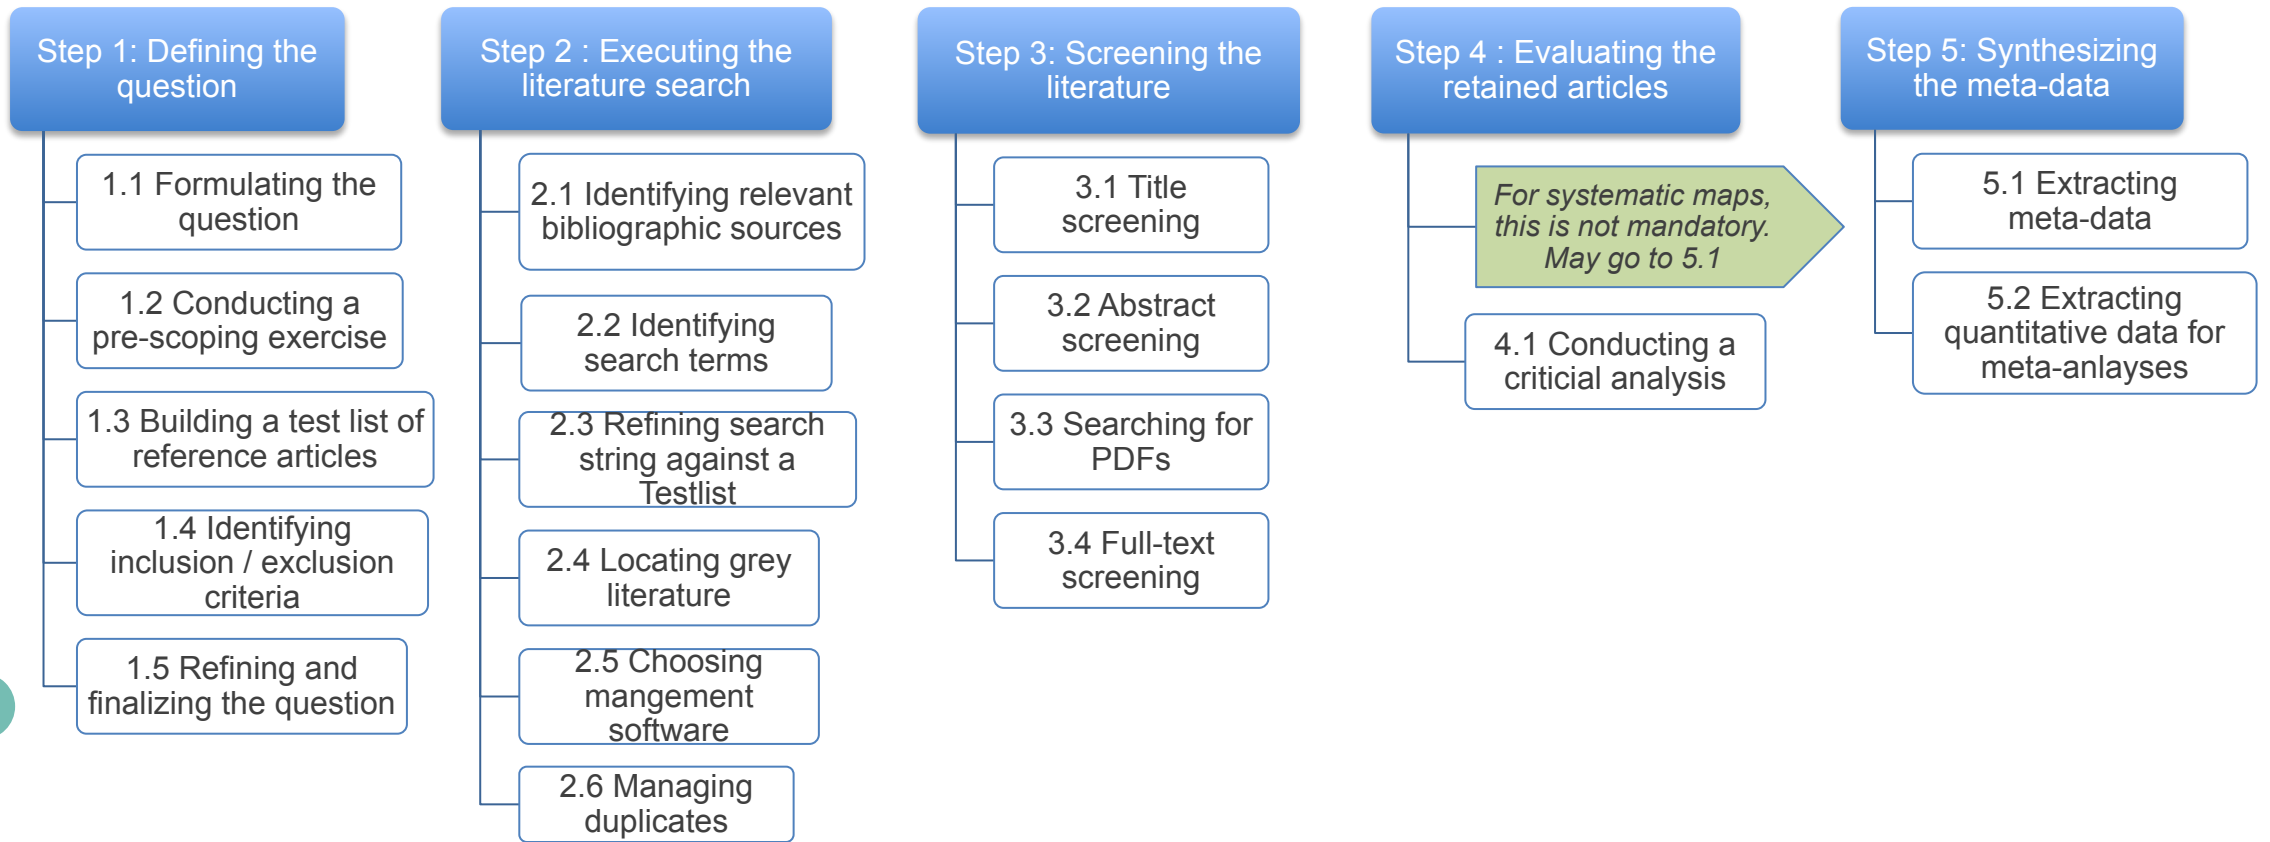 Step 1: Defining the
question
1.1 Formulating the
question
1.2 Conducting a
pre-scoping exercise
1.3 Building a test list of
reference articles
1.4 Identifying
inclusion / exclusion
criteria
1.5 Refining and
finalizing the question
Step 2 : Executing the
literature search
2.1 Identifying relevant
bibliographic sources
2.2 Identifying
search terms
2.3 Refining search
string against a
Testlist
2.4 Locating grey
literature
2.5 Choosing
mangement
software
2.6 Managing
duplicates
Step 3: Screening the
literature
3.1 Title
screening
3.2 Abstract
screening
3.3 Searching for
PDFs
3.4 Full-text
screening
Step 4 : Evaluating the
retained articles
For systematic maps,
this is not mandatory.
May go to 5.1
4.1 Conducting a
criticial analysis
Step 5: Synthesizing
the meta-data
5.1 Extracting
meta-data
5.2 Extracting
quantitative data for
meta-anlayses